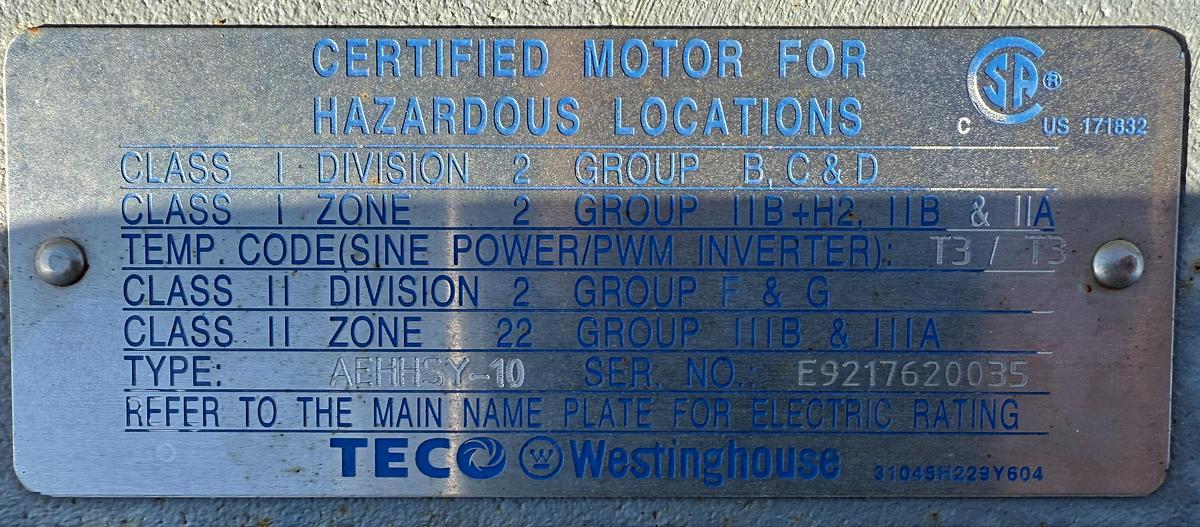 CERTIFIED MOTOR FOR
HAZARDOUS LOCATIONS
SA ®
C US 171832
CLASS I DIVISION 2 GROUP B, C & D
CLASS I ZONE 2 GROUP IIB+H2, IIB & IIA
TEMP. CODE(SINE POWER/PWM INVERTER): T3 / T3
CLASS II DIVISION 2 GROUP F & G
CLASS II ZONE 22 GROUP IIIB & IIIA
TYPE: AEHHSY-10 SER. NO.: E9217620035
REFER TO THE MAIN NAME PLATE FOR ELECTRIC RATING
TECO W Westinghouse 31045H229Y604